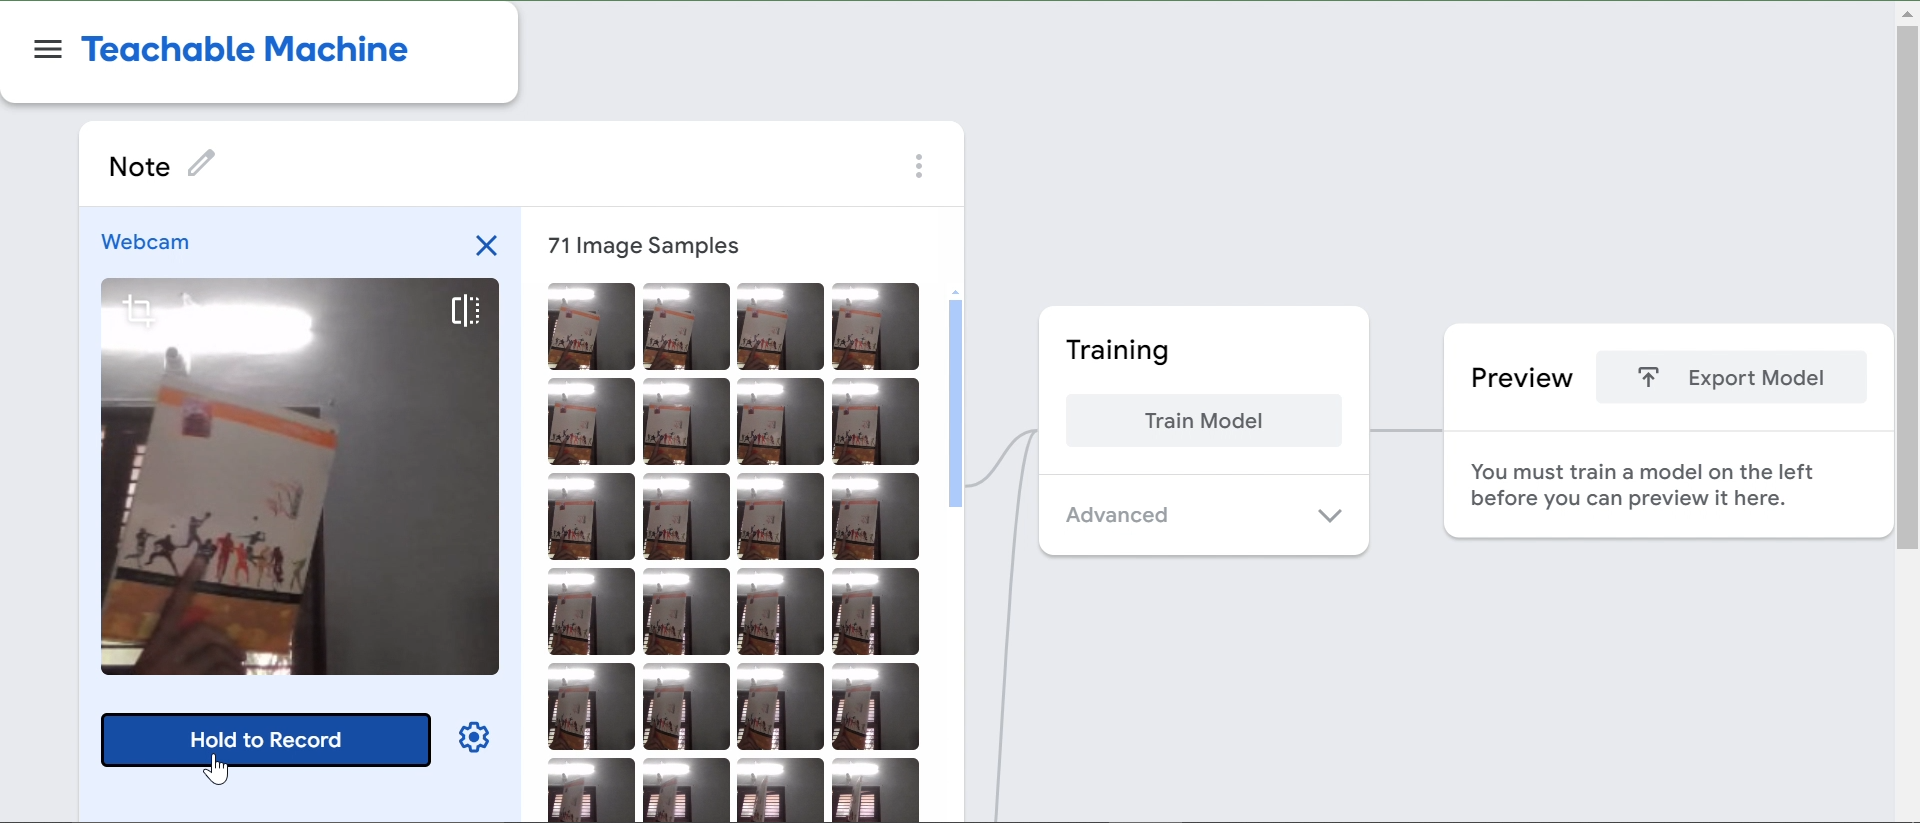 Teachable Machine
Note
Webcam
71 Image Samples
Hold to Record
Training
Train Model
Advanced
Preview
Export Model
You must train a model on the left
before you can preview it here.